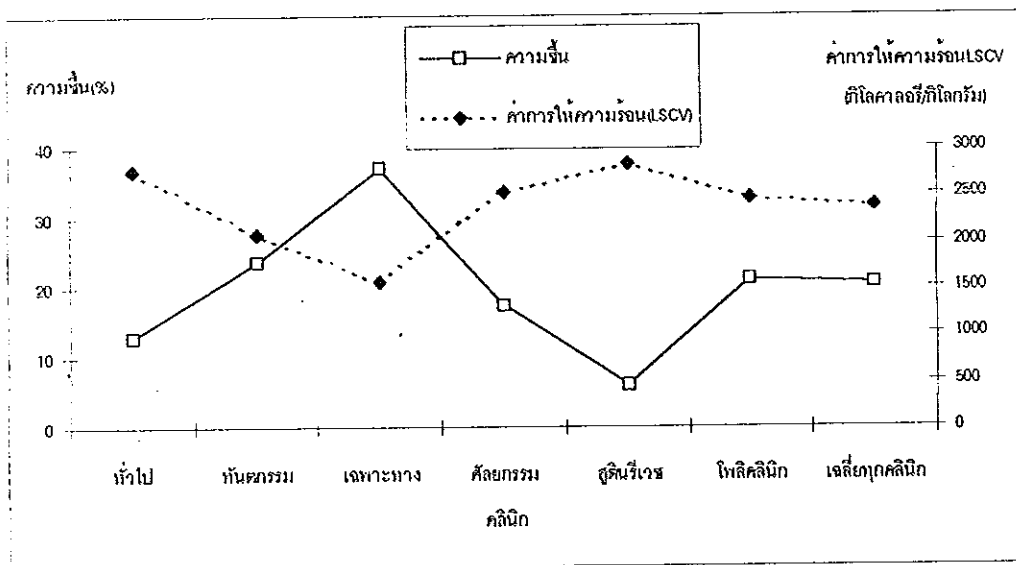 ความชื้น
ค่าการให้ความร้อน(LSCV)
ความชื้น(%)
ค่าการให้ความร้อนLSCV
(กิโลคาลอรี/กิโลกรัม)
40
30
20
10
0
3000
2500
2000
1500
1000
500
0
ทั่วไป ทันตกรรม เฉพาะทาง ศัลยกรรม สูตินรีเวช โพลีคลินิก เฉลี่ยทุกคลินิก
คลินิก